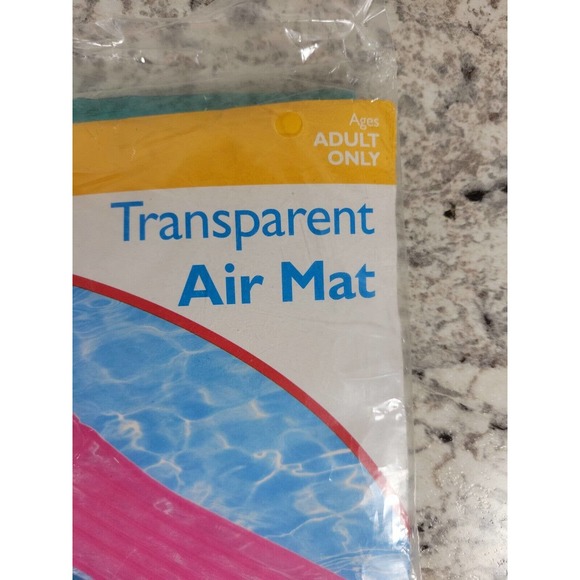 Ages
ADULT
ONLY
Transparent
Air Mat